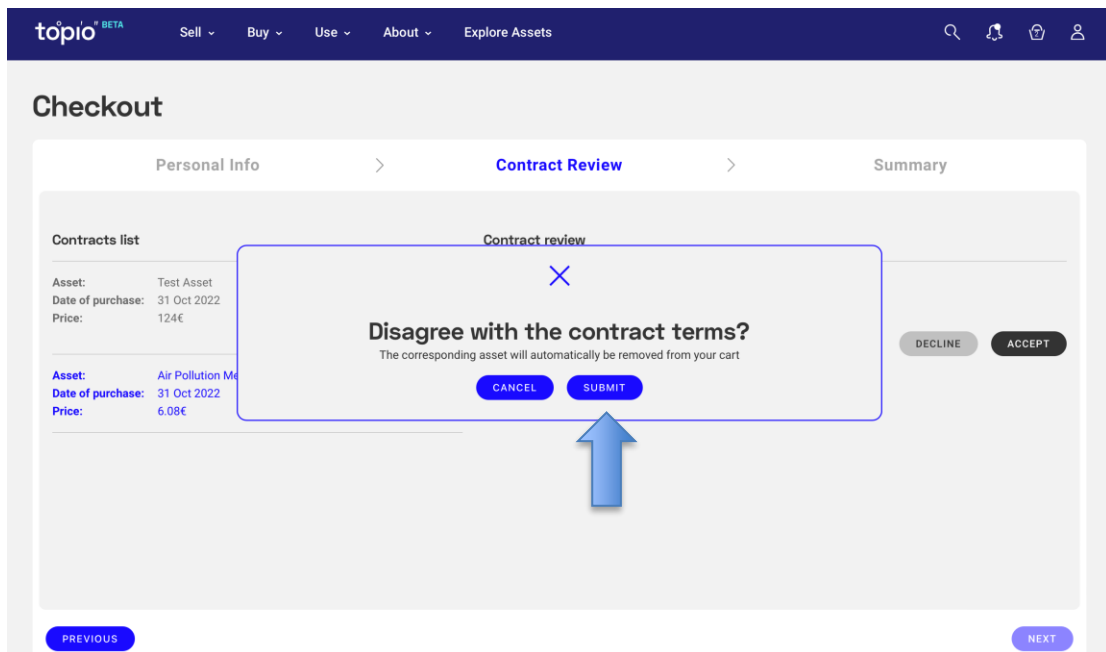 topio BETA Sell Buy Use About Explore Assets
Checkout
Personal Info Contract Review Summary
Contracts list
Contract review
Asset: Test Asset
Date of purchase: 31 Oct 2022
Price: 124€
Disagree with the contract terms?
The corresponding asset will automatically be removed from your cart
CANCEL SUBMIT
DECLINE ACCEPT
Asset: Air Pollution Me
Date of purchase: 31 Oct 2022
Price: 6.08€
PREVIOUS NEXT